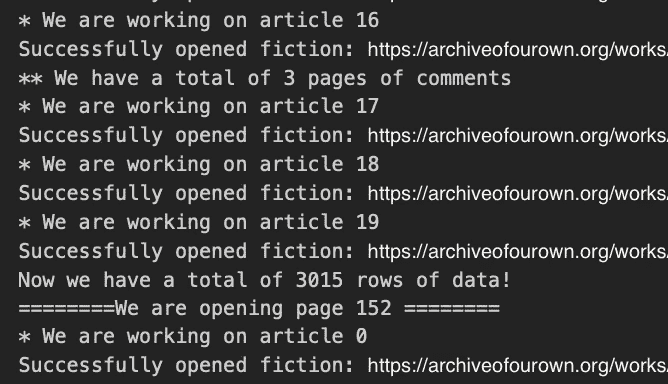 * We are working on article 16
Successfully opened fiction: https://archiveofourown.org/works/
** We have a total of 3 pages of comments
* We are working on article 17
Successfully opened fiction: https://archiveofourown.org/works/
* We are working on article 18
Successfully opened fiction: https://archiveofourown.org/works/
* We are working on article 19
Successfully opened fiction: https://archiveofourown.org/works/
Now we have a total of 3015 rows of data!
========We are opening page 152 ========
* We are working on article 0
Successfully opened fiction: https://archiveofourown.org/works/